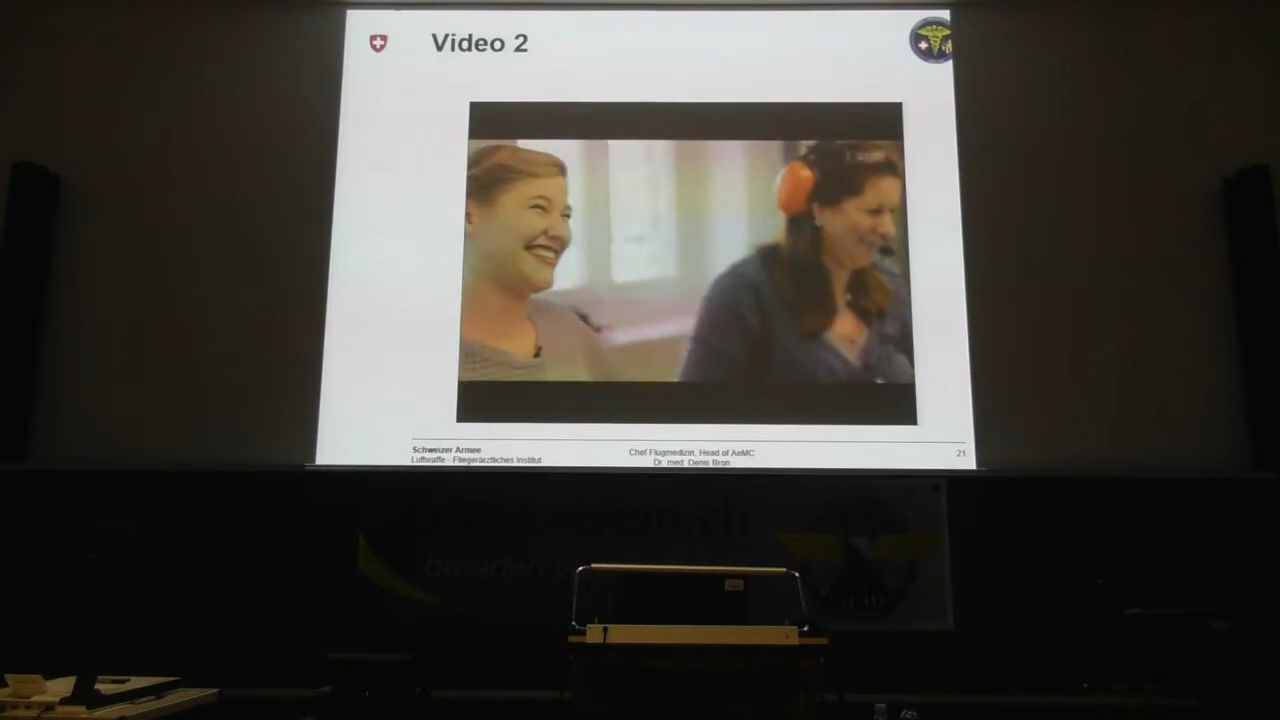 Video 2
Schweizer Armee
Luftwaffe - Fliegerärztliches Institut
Chef Flugmedizin, Head of AeMC
Dr. med. Denis Bron
21